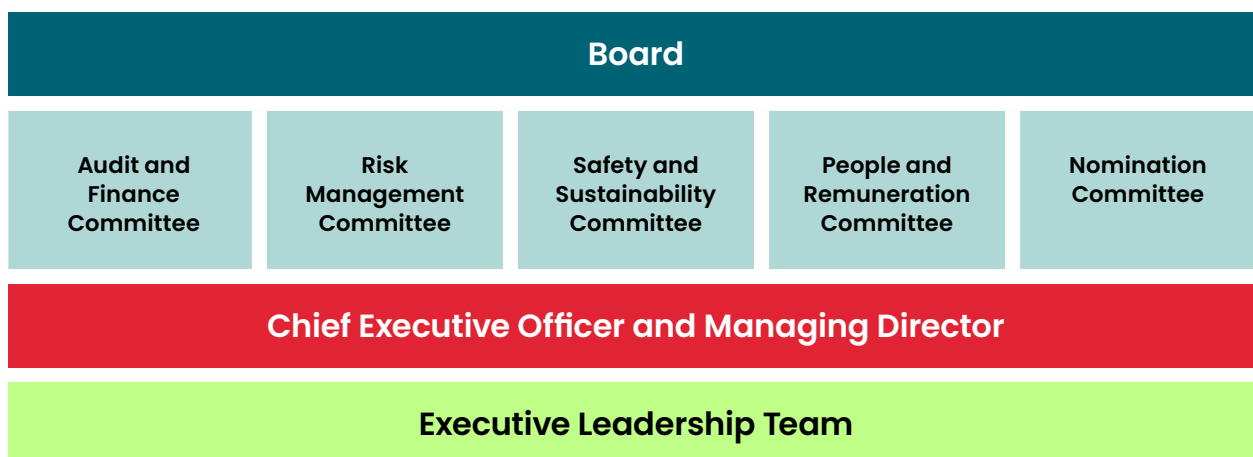 Board
Audit and
Finance
Committee
Risk
Management
Committee
Safety and
Sustainability
Committee
People and
Remuneration
Committee
Nomination
Committee
Chief Executive Officer and Managing Director
Executive Leadership Team